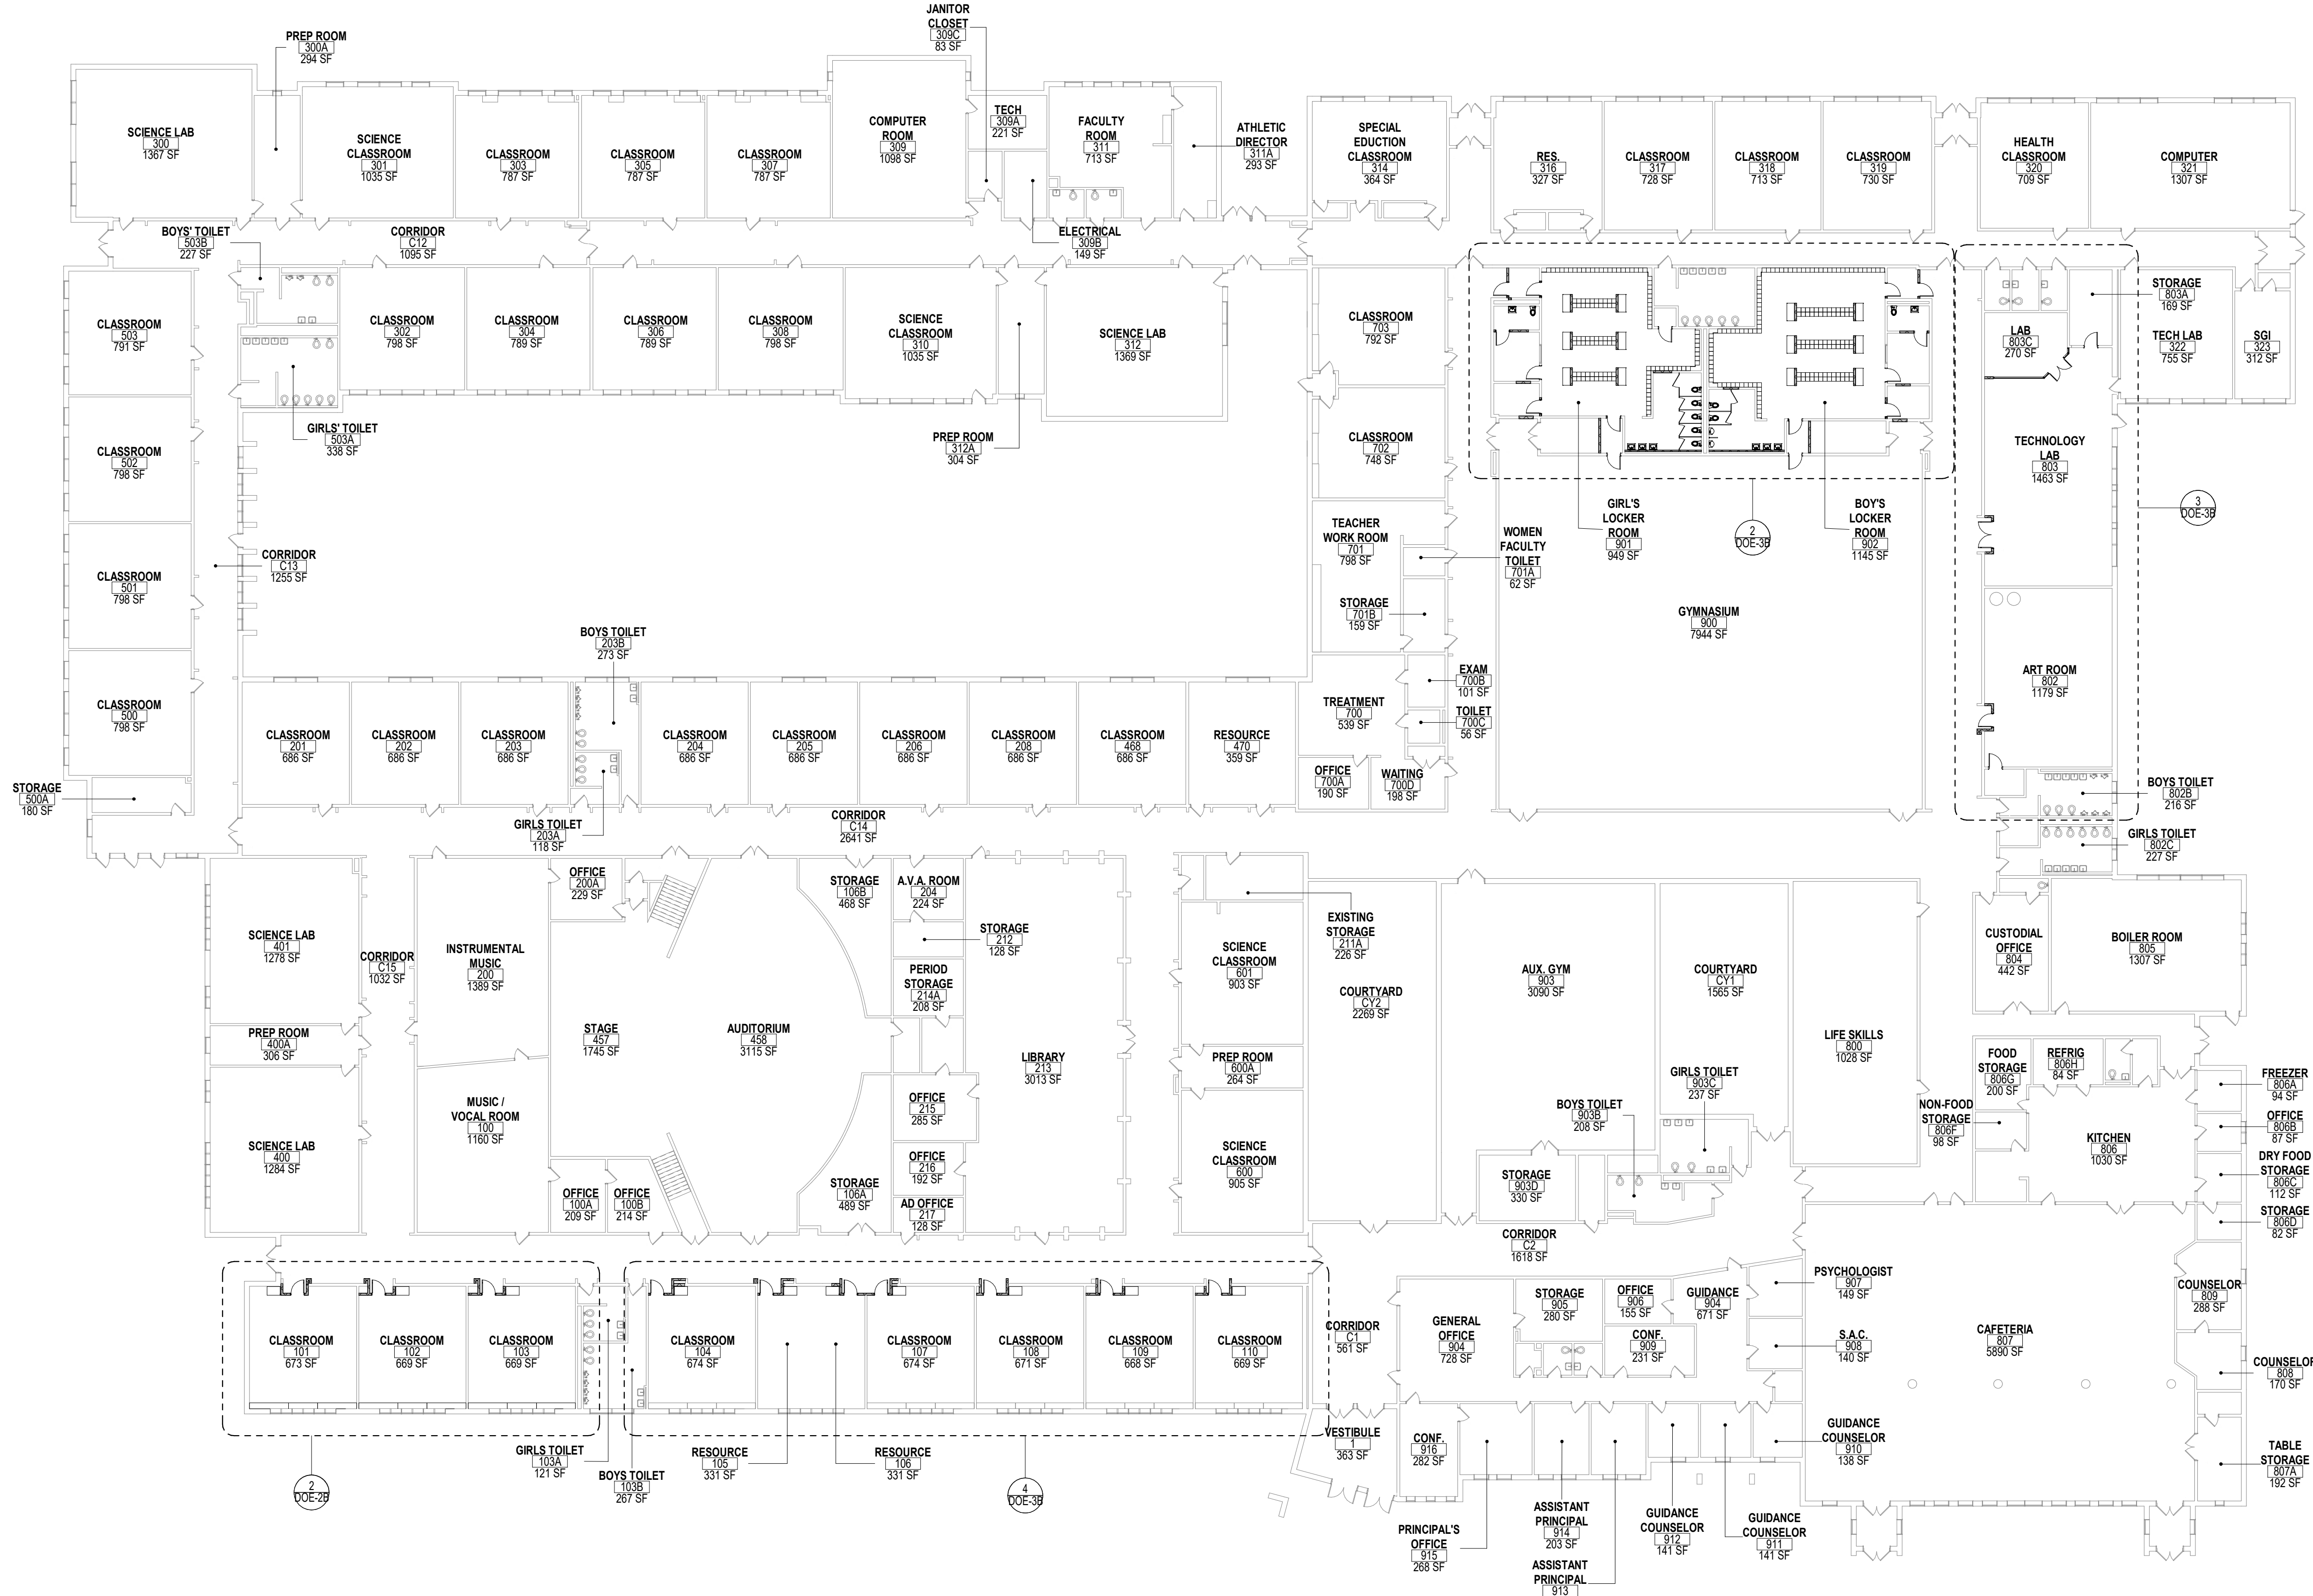 JANITOR
CLOSET
309C
83 SF
PREP ROOM
300A
294 SF
SCIENCE LAB
300
1367 SF
SCIENCE
CLASSROOM
301
1035 SF
CLASSROOM
303
787 SF
CLASSROOM
305
787 SF
CLASSROOM
307
787 SF
COMPUTER
ROOM
309
1098 SF
TECH
309A
221 SF
FACULTY
ROOM
311
713 SF
ATHLETIC
DIRECTOR
311A
293 SF
SPECIAL
EDUCTION
CLASSROOM
314
364 SF
RES.
316
327 SF
CLASSROOM
317
728 SF
CLASSROOM
318
713 SF
CLASSROOM
319
730 SF
HEALTH
CLASSROOM
320
709 SF
COMPUTER
321
1307 SF
BOYS' TOILET
503B
227 SF
CORRIDOR
C12
1095 SF
ELECTRICAL
309B
149 SF
CLASSROOM
503
791 SF
CLASSROOM
302
798 SF
CLASSROOM
304
789 SF
CLASSROOM
306
789 SF
CLASSROOM
308
798 SF
SCIENCE
CLASSROOM
310
1035 SF
SCIENCE LAB
312
1369 SF
CLASSROOM
703
792 SF
STORAGE
803A
169 SF
LAB
803C
270 SF
TECH LAB
322
755 SF
SGI
323
312 SF
GIRLS' TOILET
503A
338 SF
PREP ROOM
312A
304 SF
CLASSROOM
502
798 SF
CLASSROOM
702
748 SF
TECHNOLOGY
LAB
803
1463 SF
GIRL'S
LOCKER
ROOM
901
949 SF
2
DOE-3B
BOY'S
LOCKER
ROOM
902
1145 SF
3
DOE-3B
TEACHER
WORK ROOM
701
798 SF
WOMEN
FACULTY
TOILET
701A
62 SF
CORRIDOR
C13
1255 SF
CLASSROOM
501
798 SF
STORAGE
701B
159 SF
GYMNASIUM
900
7944 SF
BOYS TOILET
203B
273 SF
EXAM
700B
101 SF
ART ROOM
802
1179 SF
CLASSROOM
500
798 SF
TREATMENT
700
539 SF
TOILET
700C
56 SF
CLASSROOM
201
686 SF
CLASSROOM
202
686 SF
CLASSROOM
203
686 SF
CLASSROOM
204
686 SF
CLASSROOM
205
686 SF
CLASSROOM
206
686 SF
CLASSROOM
208
686 SF
CLASSROOM
468
686 SF
RESOURCE
470
359 SF
OFFICE
700A
190 SF
WAITING
700D
198 SF
STORAGE
500A
180 SF
BOYS TOILET
802B
216 SF
GIRLS TOILET
203A
118 SF
CORRIDOR
C14
2641 SF
GIRLS TOILET
802C
227 SF
OFFICE
200A
229 SF
STORAGE
106B
468 SF
A.V.A. ROOM
204
224 SF
STORAGE
212
128 SF
EXISTING
STORAGE
211A
226 SF
SCIENCE LAB
401
1278 SF
CORRIDOR
C15
1032 SF
INSTRUMENTAL
MUSIC
200
1389 SF
PERIOD
STORAGE
214A
208 SF
SCIENCE
CLASSROOM
601
903 SF
COURTYARD
CY2
2269 SF
AUX. GYM
903
3090 SF
COURTYARD
CY1
1565 SF
CUSTODIAL
OFFICE
804
442 SF
BOILER ROOM
805
1307 SF
PREP ROOM
400A
306 SF
STAGE
457
1745 SF
AUDITORIUM
458
3115 SF
LIBRARY
213
3013 SF
PREP ROOM
600A
264 SF
LIFE SKILLS
800
1028 SF
FOOD
STORAGE
806G
200 SF
REFRIG
806H
84 SF
FREEZER
806A
94 SF
MUSIC /
VOCAL ROOM
100
1160 SF
OFFICE
215
285 SF
GIRLS TOILET
903C
237 SF
BOYS TOILET
903B
208 SF
NON-FOOD
STORAGE
806F
98 SF
KITCHEN
806
1030 SF
OFFICE
806B
87 SF
SCIENCE LAB
400
1284 SF
OFFICE
216
192 SF
SCIENCE
CLASSROOM
600
905 SF
DRY FOOD
STORAGE
806C
112 SF
OFFICE
100A
209 SF
OFFICE
100B
214 SF
STORAGE
106A
489 SF
AD OFFICE
217
128 SF
STORAGE
903D
330 SF
STORAGE
806D
82 SF
CORRIDOR
C2
1618 SF
PSYCHOLOGIST
907
149 SF
COUNSELOR
809
288 SF
STORAGE
905
280 SF
OFFICE
906
155 SF
GUIDANCE
904
671 SF
CLASSROOM
101
673 SF
CLASSROOM
102
669 SF
CLASSROOM
103
669 SF
CLASSROOM
104
674 SF
CLASSROOM
107
674 SF
CLASSROOM
108
671 SF
CLASSROOM
109
668 SF
CLASSROOM
110
669 SF
CORRIDOR
C1
561 SF
GENERAL
OFFICE
904
728 SF
CONF.
909
231 SF
S.A.C.
908
140 SF
CAFETERIA
807
5890 SF
COUNSELOR
808
170 SF
GIRLS TOILET
103A
121 SF
BOYS TOILET
103B
267 SF
RESOURCE
105
331 SF
RESOURCE
106
331 SF
VESTIBULE
1
363 SF
CONF.
916
282 SF
GUIDANCE
COUNSELOR
910
138 SF
TABLE
STORAGE
807A
192 SF
2
DOE-2B
4
DOE-3B
PRINCIPAL'S
OFFICE
915
268 SF
ASSISTANT
PRINCIPAL
914
203 SF
GUIDANCE
COUNSELOR
912
141 SF
GUIDANCE
COUNSELOR
911
141 SF
ASSISTANT
PRINCIPAL
913